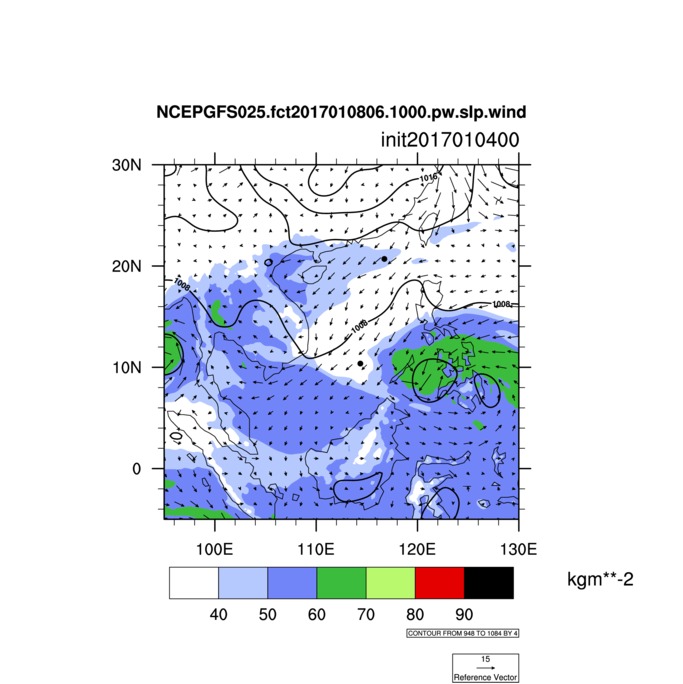 NCEPGFS025.fct2017010806.1000.pw.slp.wind
init2017010400
30N
20N
10N
0
1016
1008
1008
1008
100E 110E 120E 130E
40 50 60 70 80 90
kgm**-2
CONTOUR FROM 948 TO 1084 BY 4
15
Reference Vector